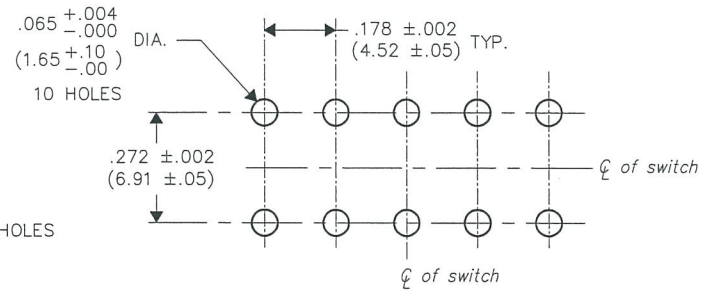 .065 +.004 -.000 DIA.
(1.65 +.10 -.00)
10 HOLES
.178 ±.002 TYP.
(4.52 ±.05)
.272 ±.002
(6.91 ±.05)
℄ of switch
HOLES
℄ of switch